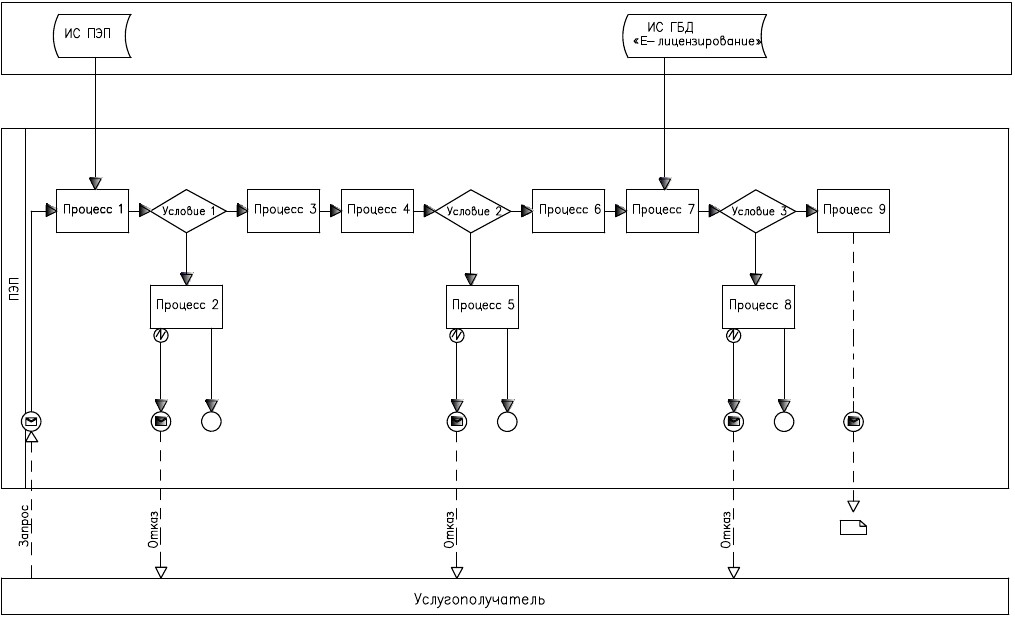 ИС ПЭП
ИС ГБД
«Е– лицензирование»
Процесс 1
Условие 1
Процесс 3
Процесс 4
Условие 2
Процесс 6
Процесс 7
Условие 3
Процесс 9
ПЭП
Процесс 2
Процесс 5
Процесс 8
Запрос
Отказ
Отказ
Отказ
Услугополучатель